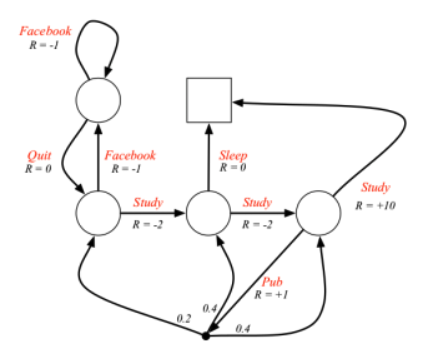 Facebook
R = -1
Quit
R = 0
Facebook
R = -1
Sleep
R = 0
Study
R = -2
Study
R = -2
Study
R = +10
Pub
R = +1
0.2
0.4
0.4